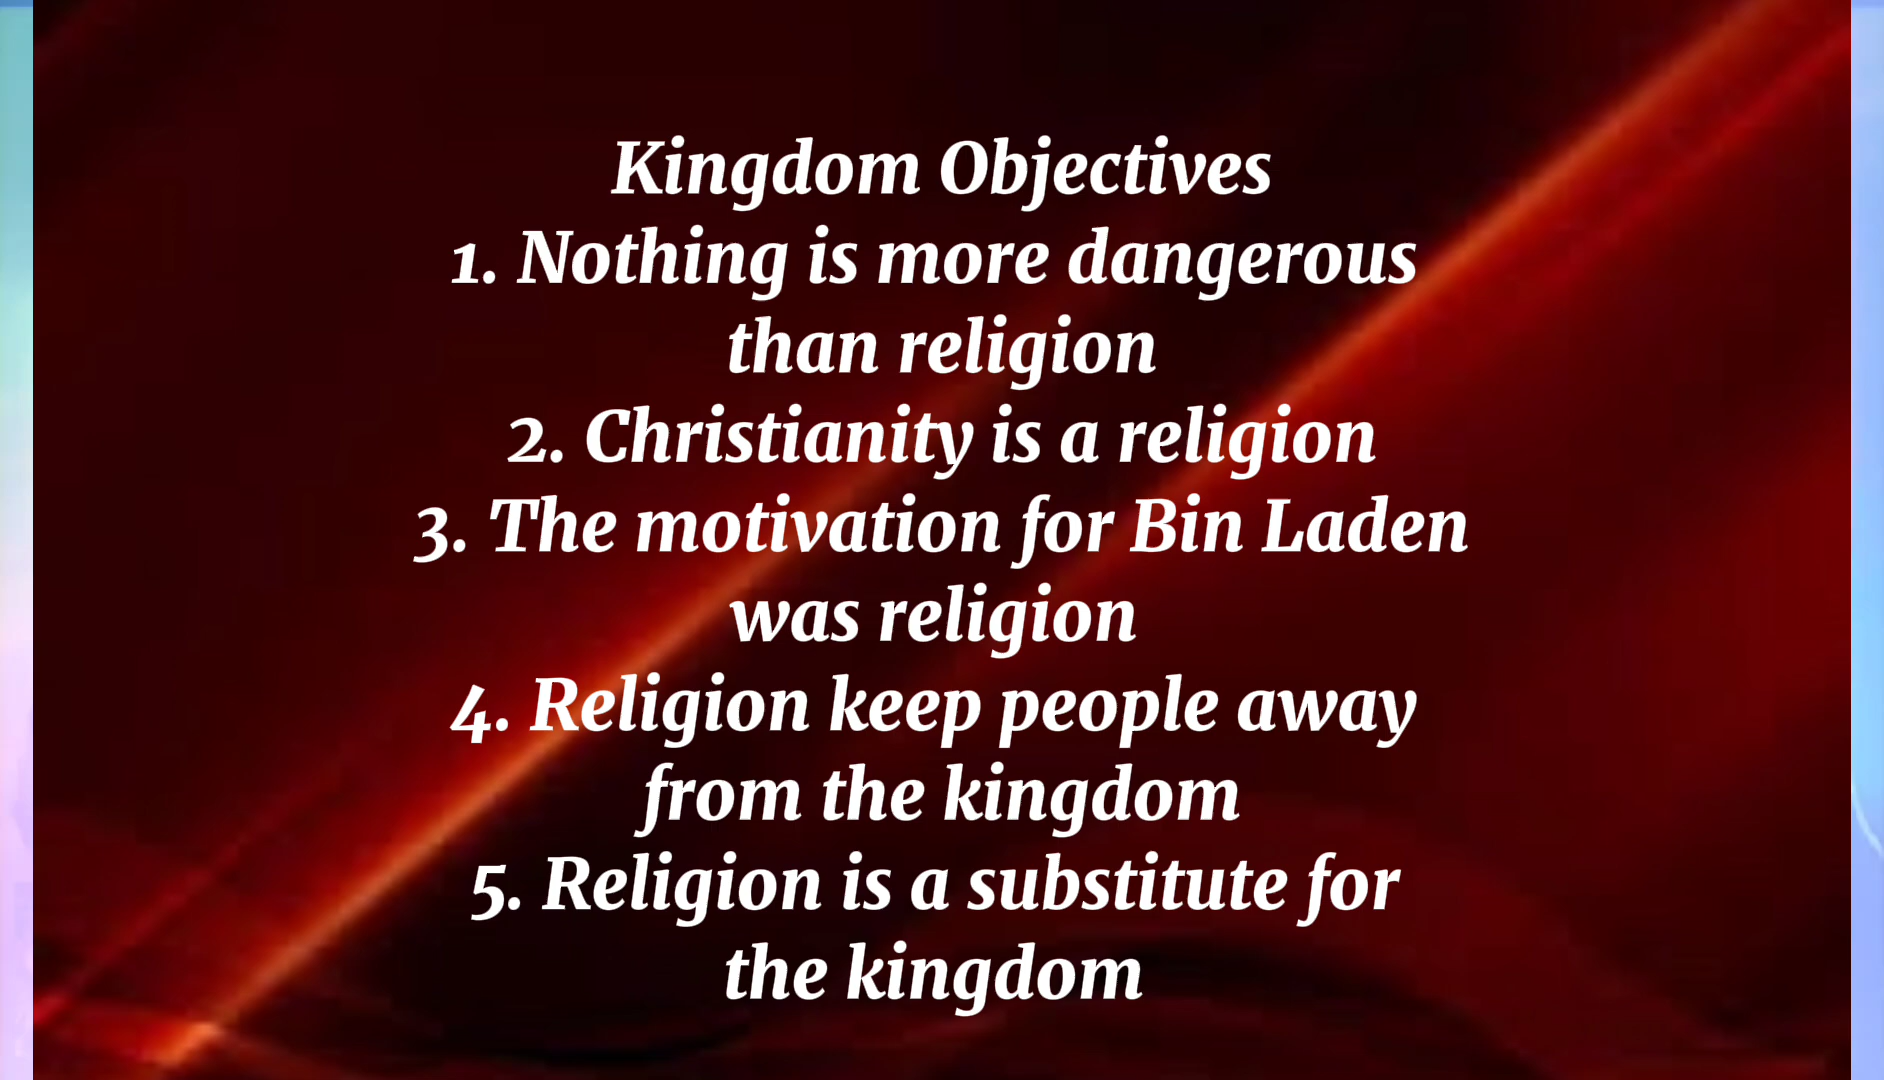 Kingdom Objectives
1. Nothing is more dangerous
than religion
2. Christianity is a religion
3. The motivation for Bin Laden
was religion
4. Religion keep people away
from the kingdom
5. Religion is a substitute for
the kingdom